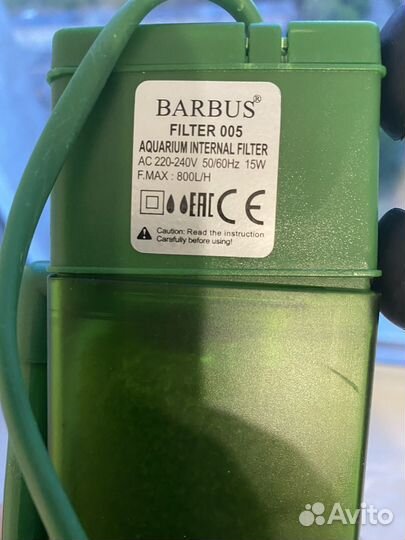 BARBUS®
FILTER 005
AQUARIUM INTERNAL FILTER
AC 220-240V 50/60Hz 15W
F.MAX : 800L/H
EAC CE
Caution: Read the instruction
Carefully before using!
Avito